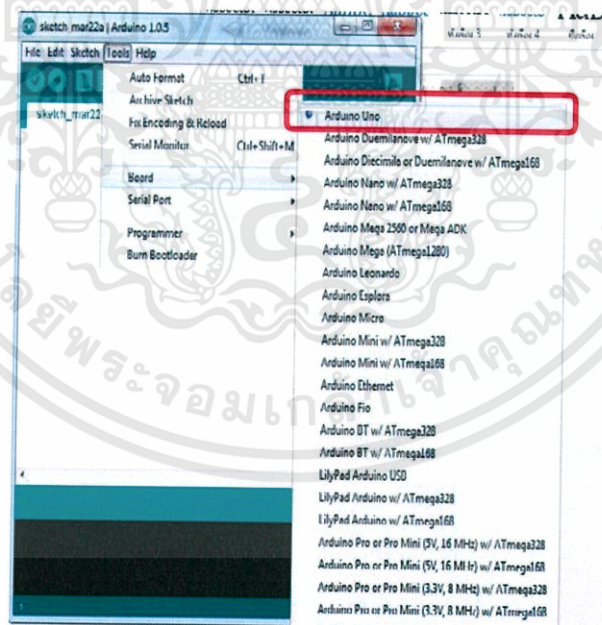 sketch_mar22a | Arduino 1.0.5
File Edit Sketch Tools Help
sketch_mar22
Auto Format Ctrl+T
Archive Sketch
Fix Encoding & Reload
Serial Monitor Ctrl+Shift+M
Board
Serial Port
Programmer
Burn Bootloader
Arduino Uno
Arduino Duemilanove w/ ATmega328
Arduino Diecimila or Duemilanove w/ ATmega168
Arduino Nano w/ ATmega328
Arduino Nano w/ ATmega168
Arduino Mega 2560 or Mega ADK
Arduino Mega (ATmega1280)
Arduino Leonardo
Arduino Esplora
Arduino Micro
Arduino Mini w/ ATmega328
Arduino Mini w/ ATmega168
Arduino Ethernet
Arduino Fio
Arduino BT w/ ATmega328
Arduino BT w/ ATmega168
LilyPad Arduino USB
LilyPad Arduino w/ ATmega328
LilyPad Arduino w/ ATmega168
Arduino Pro or Pro Mini (5V, 16 MHz) w/ ATmega328
Arduino Pro or Pro Mini (5V, 16 MHz) w/ ATmega168
Arduino Pro or Pro Mini (3.3V, 8 MHz) w/ ATmega328
Arduino Pro or Pro Mini (3.3V, 8 MHz) w/ ATmega168
1